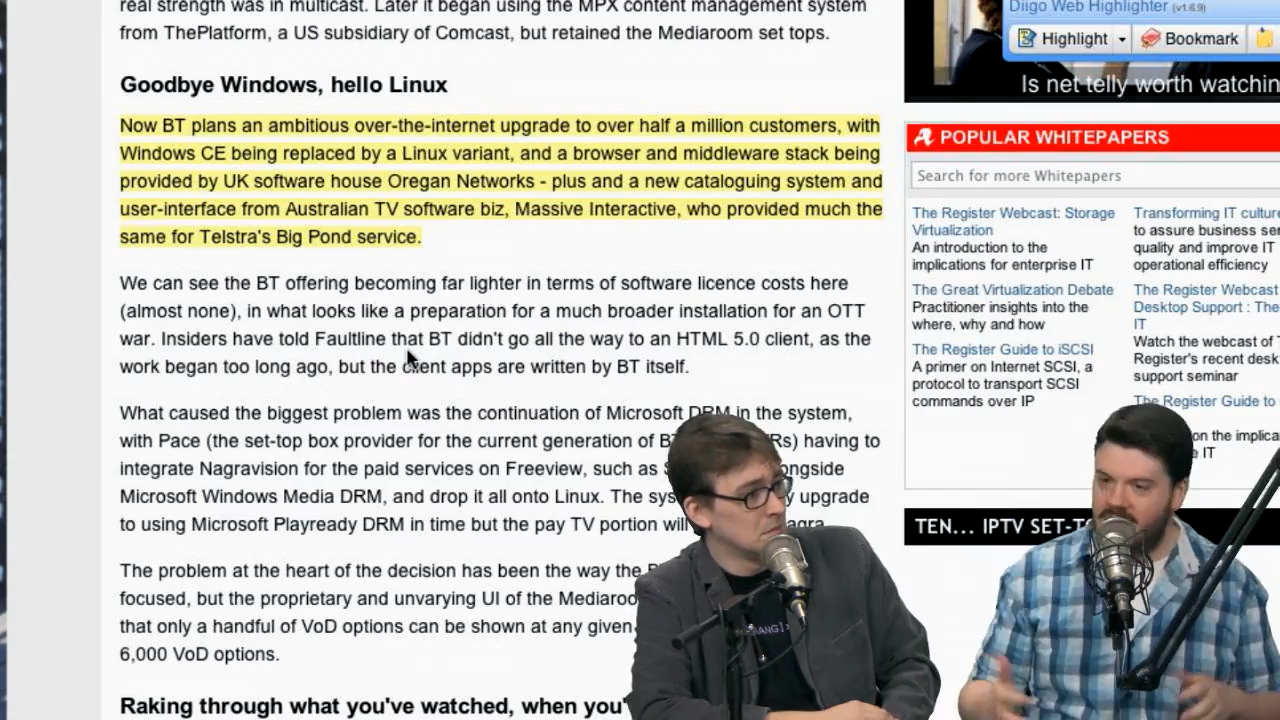 real strength was in multicast. Later it began using the MPX content management system
from ThePlatform, a US subsidiary of Comcast, but retained the Mediaroom set tops.
Goodbye Windows, hello Linux
Now BT plans an ambitious over-the-internet upgrade to over half a million customers, with
Windows CE being replaced by a Linux variant, and a browser and middleware stack being
provided by UK software house Oregan Networks - plus and a new cataloguing system and
user-interface from Australian TV software biz, Massive Interactive, who provided much the
same for Telstra's Big Pond service.
We can see the BT offering becoming far lighter in terms of software licence costs here
(almost none), in what looks like a preparation for a much broader installation for an OTT
war. Insiders have told Faultline that BT didn't go all the way to an HTML 5.0 client, as the
work began too long ago, but the client apps are written by BT itself.
What caused the biggest problem was the continuation of Microsoft DRM in the system,
with Pace (the set-top box provider for the current generation of having to
integrate Nagravision for the paid services on Freeview, such as
Microsoft Windows Media DRM, and drop it all onto Linux. The upgrade
to using Microsoft Playready DRM in time but the pay TV portion
The problem at the heart of the decision has been the way the
focused, but the proprietary and unvarying UI of the
that only a handful of VoD options can be shown at any given
6,000 VoD options.
Raking through what you've watched, when
Diigo Web Highlighter (v1.6.9)
Highlight
Bookmark
Is net telly worth
POPULAR WHITEPAPERS
Search for more Whitepapers
The Register Webcast: Storage
Virtualization
An introduction to the
implications for enterprise IT
The Great Virtualization Debate
Practitioner insights into the
where, why and how
The Register Guide to iSCSI
A primer on Internet SCSI, a
protocol to transport SCSI
commands over IP
Transforming IT
to assure business
quality and improve IT
operational efficiency
The Register Webcast
Desktop Support : The
IT
Watch the webcast of
Register's recent
support seminar
The Register Guide to
on the
IT
TEN... IPTV